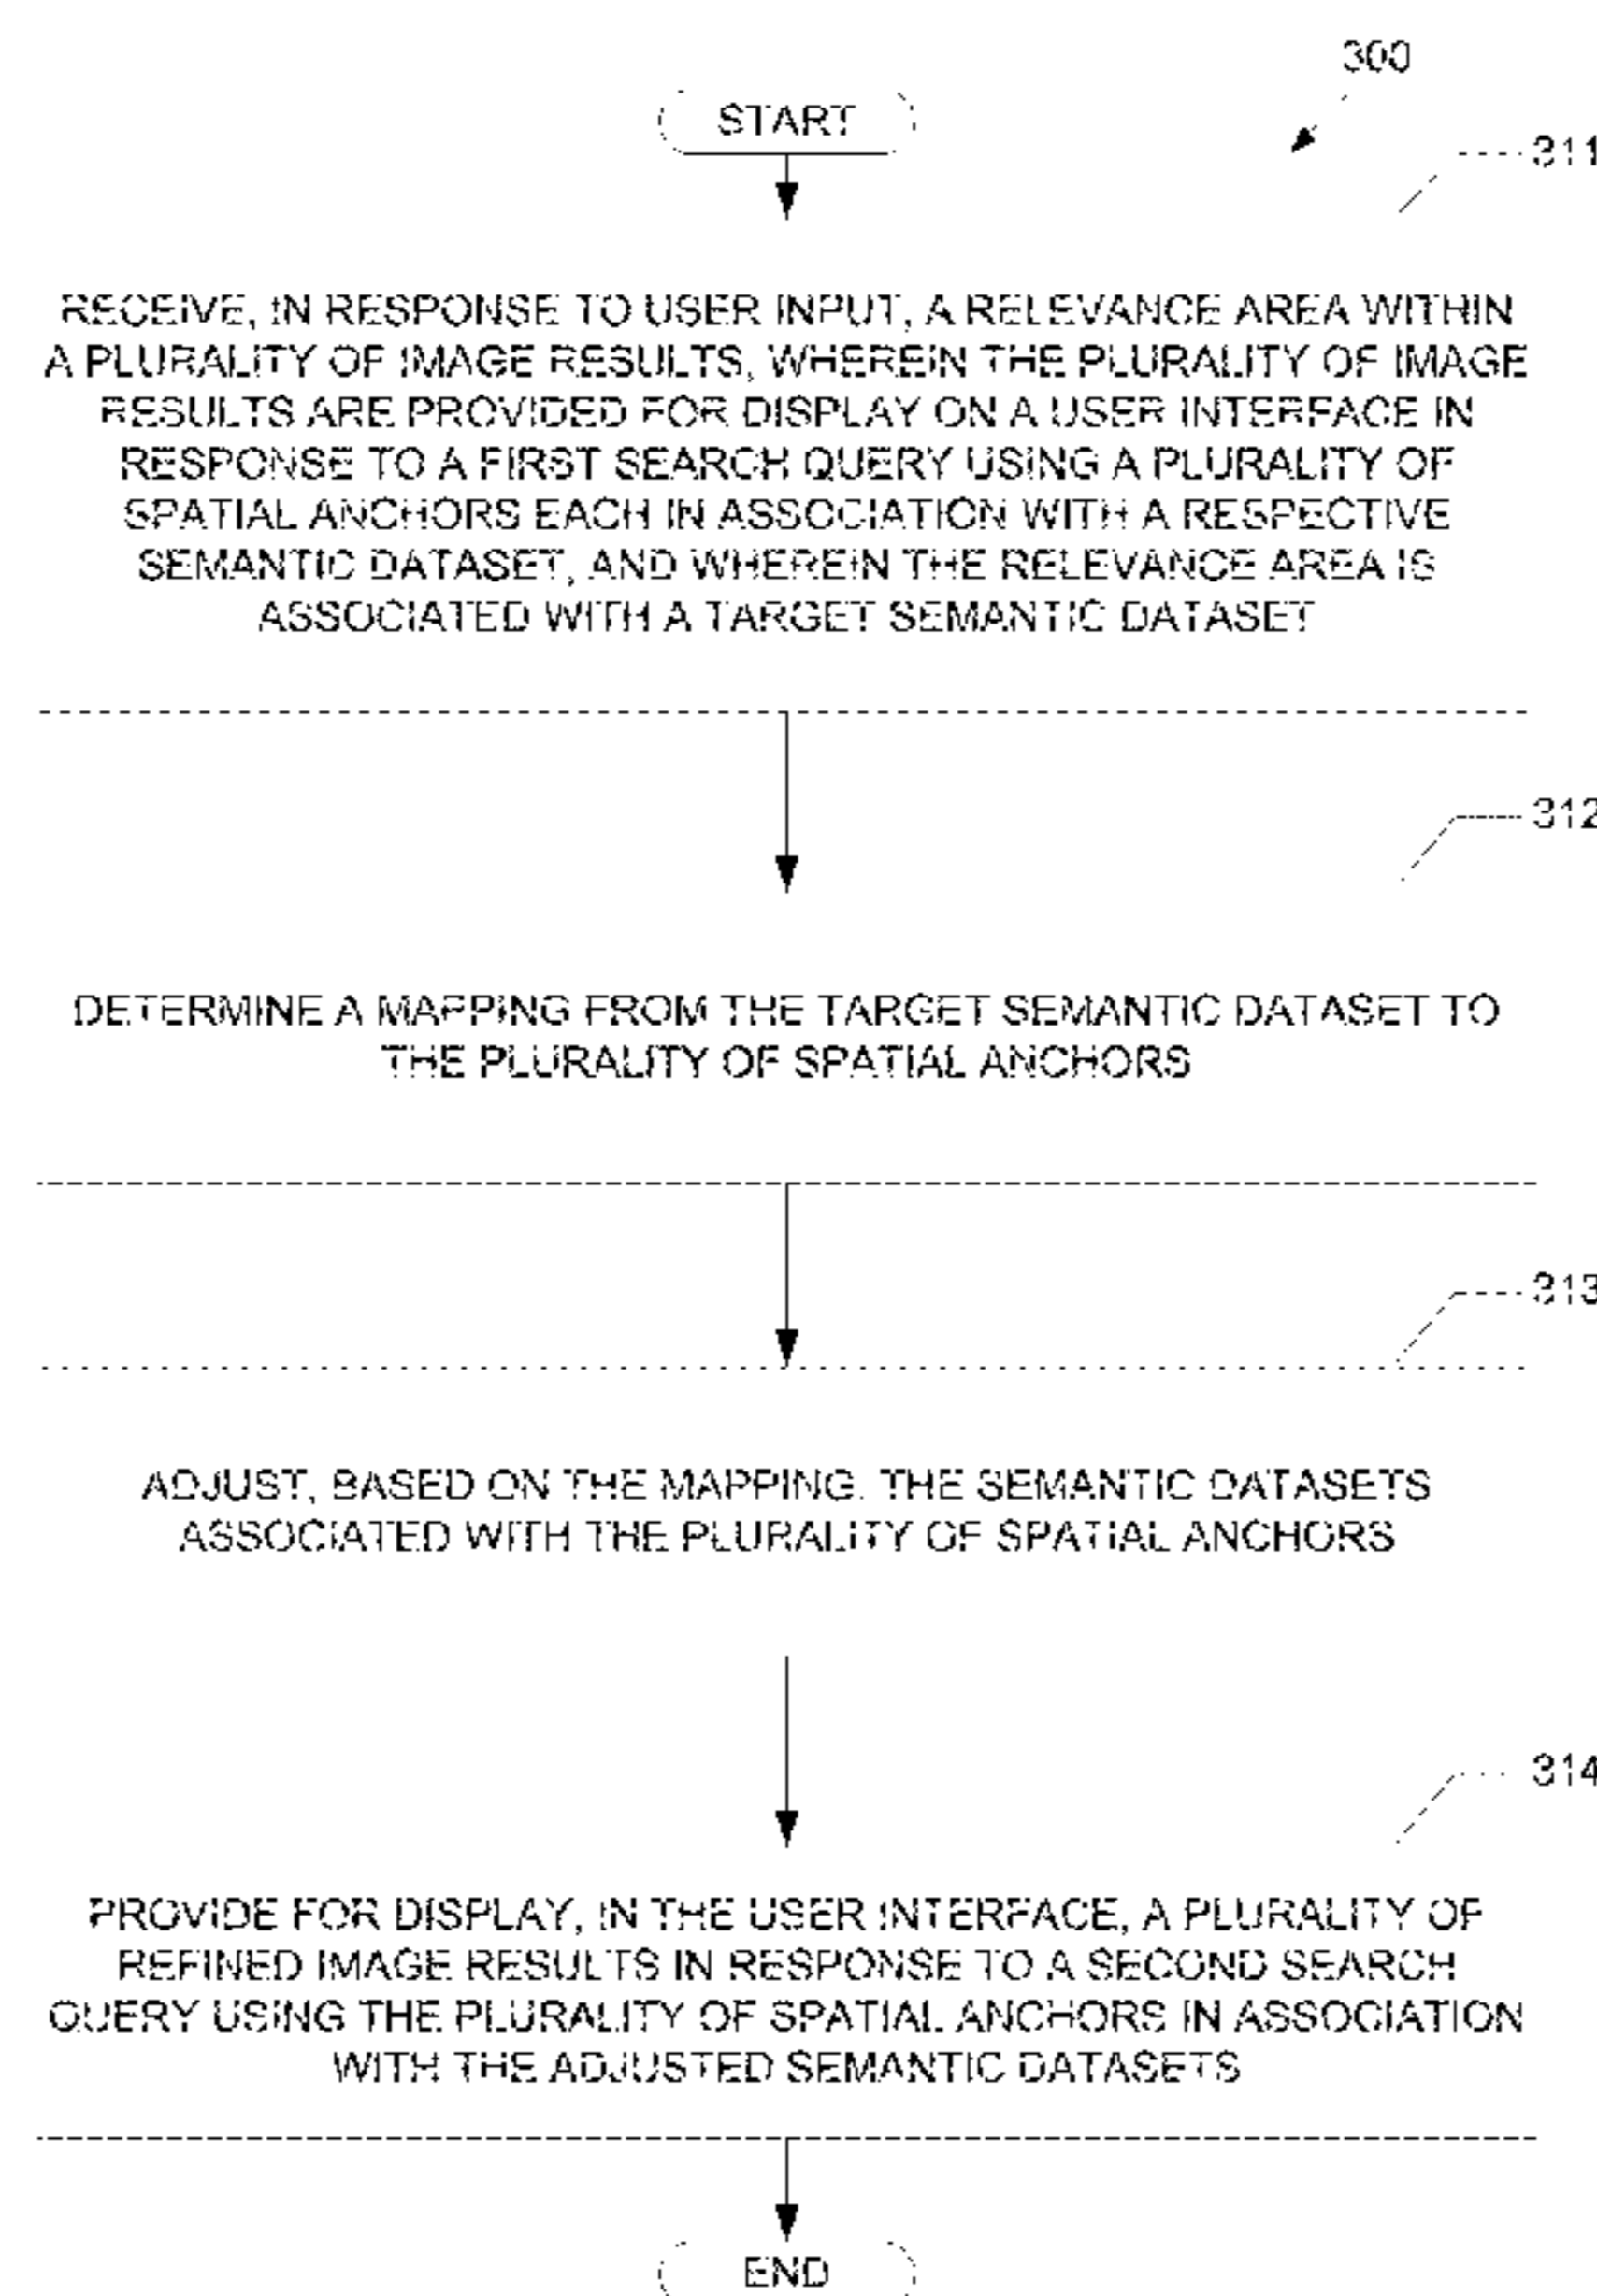 300
START
311
RECEIVE, IN RESPONSE TO USER INPUT, A RELEVANCE AREA WITHIN
A PLURALITY OF IMAGE RESULTS, WHEREIN THE PLURALITY OF IMAGE
RESULTS ARE PROVIDED FOR DISPLAY ON A USER INTERFACE IN
RESPONSE TO A FIRST SEARCH QUERY USING A PLURALITY OF
SPATIAL ANCHORS EACH IN ASSOCIATION WITH A RESPECTIVE
SEMANTIC DATASET, AND WHEREIN THE RELEVANCE AREA IS
ASSOCIATED WITH A TARGET SEMANTIC DATASET
312
DETERMINE A MAPPING FROM THE TARGET SEMANTIC DATASET TO
THE PLURALITY OF SPATIAL ANCHORS
313
ADJUST, BASED ON THE MAPPING, THE SEMANTIC DATASETS
ASSOCIATED WITH THE PLURALITY OF SPATIAL ANCHORS
314
PROVIDE FOR DISPLAY, IN THE USER INTERFACE, A PLURALITY OF
REFINED IMAGE RESULTS IN RESPONSE TO A SECOND SEARCH
QUERY USING THE PLURALITY OF SPATIAL ANCHORS IN ASSOCIATION
WITH THE ADJUSTED SEMANTIC DATASETS
END